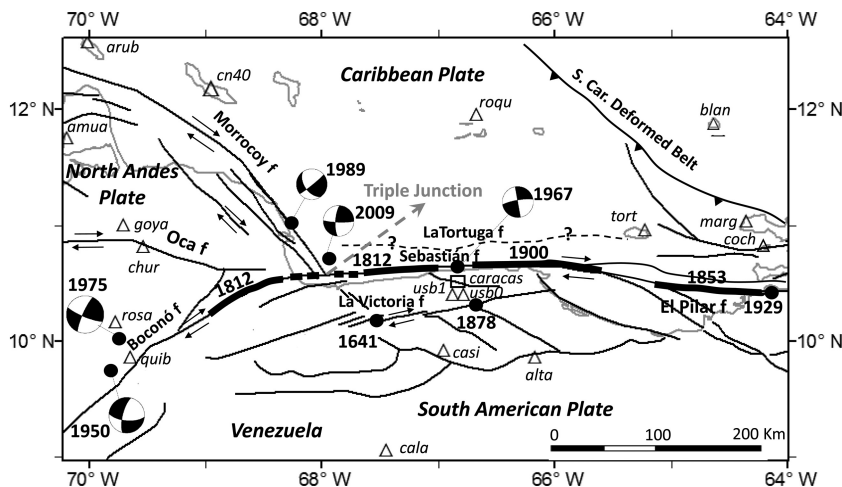 70° W
68° W
66° W
64° W
arub
cn40
Caribbean Plate
S. Car. Deformed Belt
roqu
blan
12° N
12° N
amua
Morrocoy f
North Andes
Plate
1989
Triple Junction
1967
2009
tort
marg
goya
Oca f
?
LaTortuga f
?
coch
chur
1812
Sebastián f
1900
1812
caracas
1853
1975
usb1
usb0
La Victoria f
El Pilar f
1929
rosa
Boconó f
1878
10° N
10° N
quib
1641
casi
alta
1950
South American Plate
Venezuela
0
100
200 Km
cala
70° W
68° W
66° W
64° W